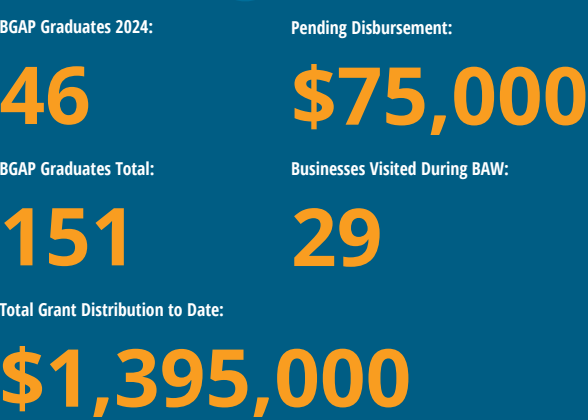 BGAP Graduates 2024:
46
Pending Disbursement:
$75,000
BGAP Graduates Total:
151
Businesses Visited During BAW:
29
Total Grant Distribution to Date:
$1,395,000